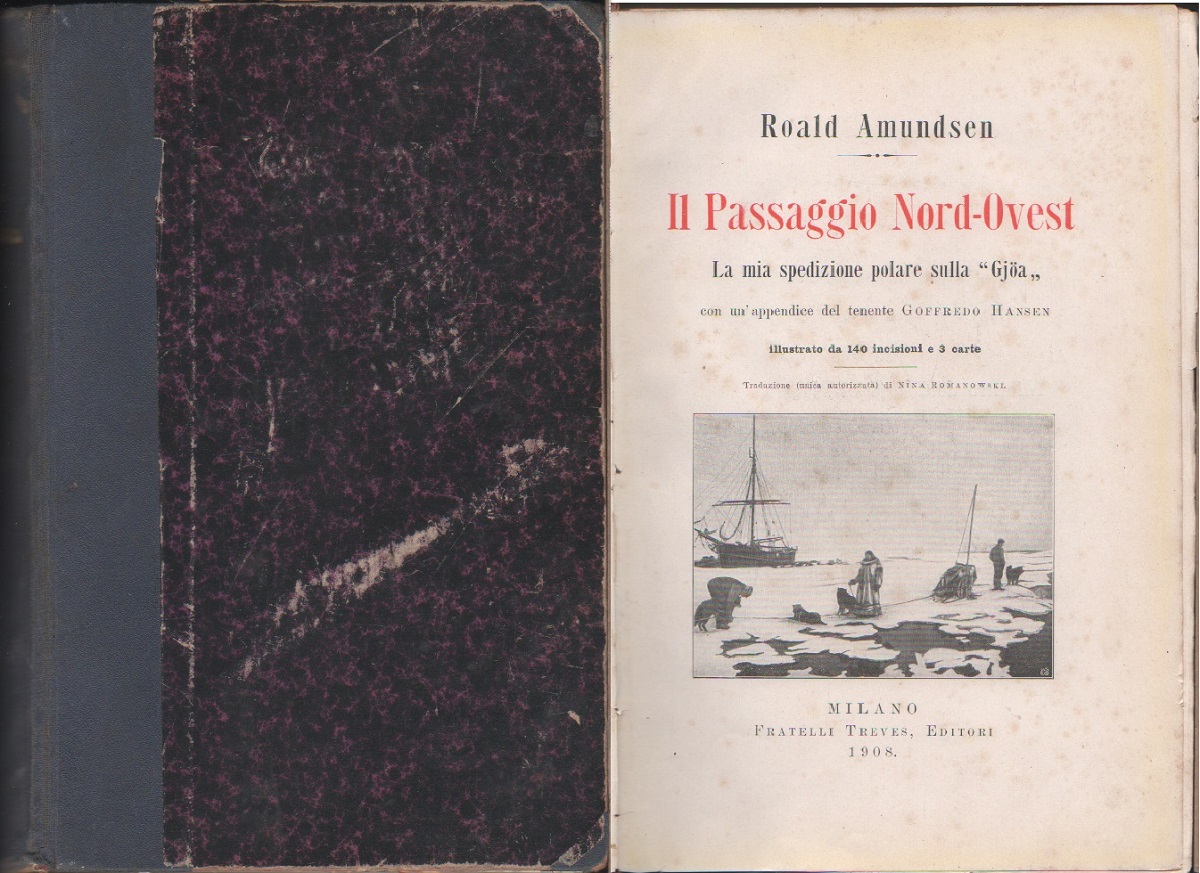 Roald Amundsen
Il Passaggio Nord-Ovest
La mia spedizione polare sulla “Gjöa„
con un'appendice del tenente GOFFREDO HANSEN
illustrato da 140 incisioni e 3 carte
Traduzione (unica autorizzata) di NINA ROMANOWSKI.
MILANO
FRATELLI TREVES, EDITORI
1908.